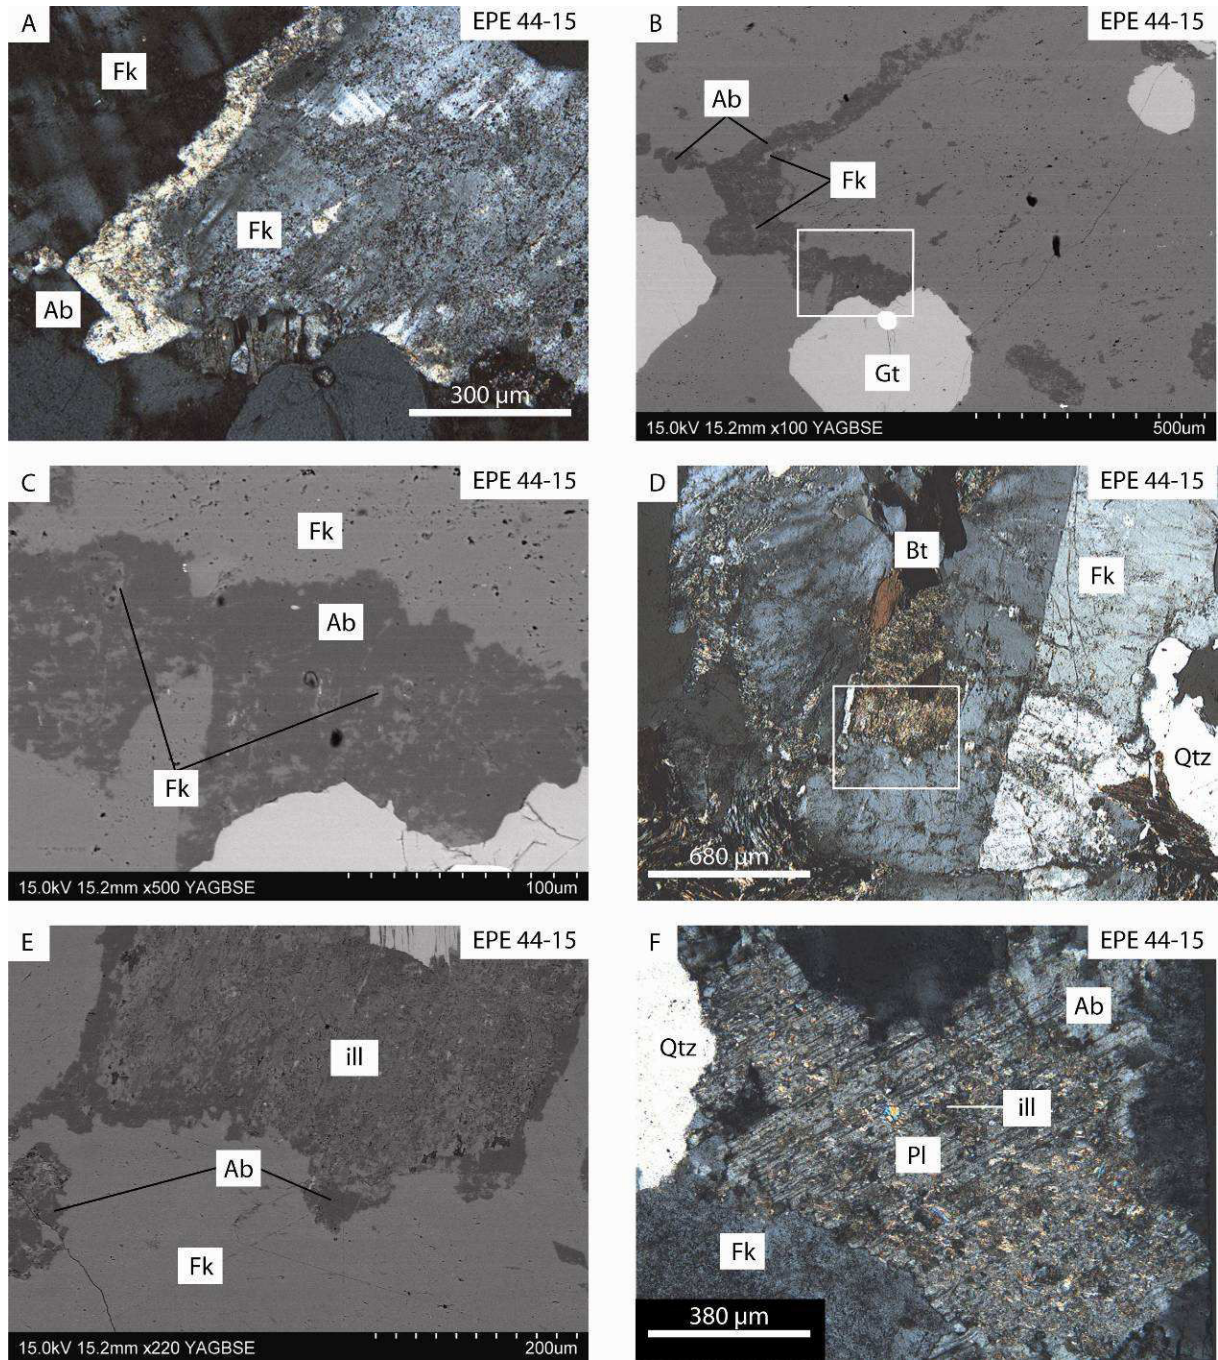 A
EPE 44-15
Fk
Fk
Ab
300 µm
B
EPE 44-15
Ab
Fk
Gt
15.0kV 15.2mm x100 YAGBSE 500um
C
EPE 44-15
Fk
Ab
Fk
15.0kV 15.2mm x500 YAGBSE 100um
D
EPE 44-15
Bt
Fk
Qtz
680 µm
E
EPE 44-15
ill
Ab
Fk
15.0kV 15.2mm x220 YAGBSE 200um
F
EPE 44-15
Ab
Qtz
ill
Pl
Fk
380 µm